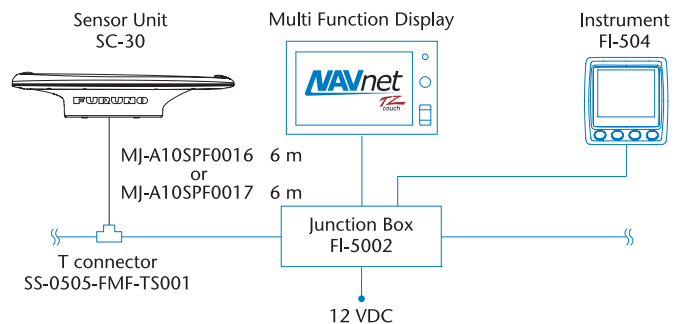 Sensor Unit
SC-30
Multi Function Display
Instrument
FI-504
FURUNO
NAVnet
TZ
touch
MJ-A10SPF0016 6 m
or
MJ-A10SPF0017 6 m
Junction Box
FI-5002
T connector
SS-0505-FMF-TS001
12 VDC